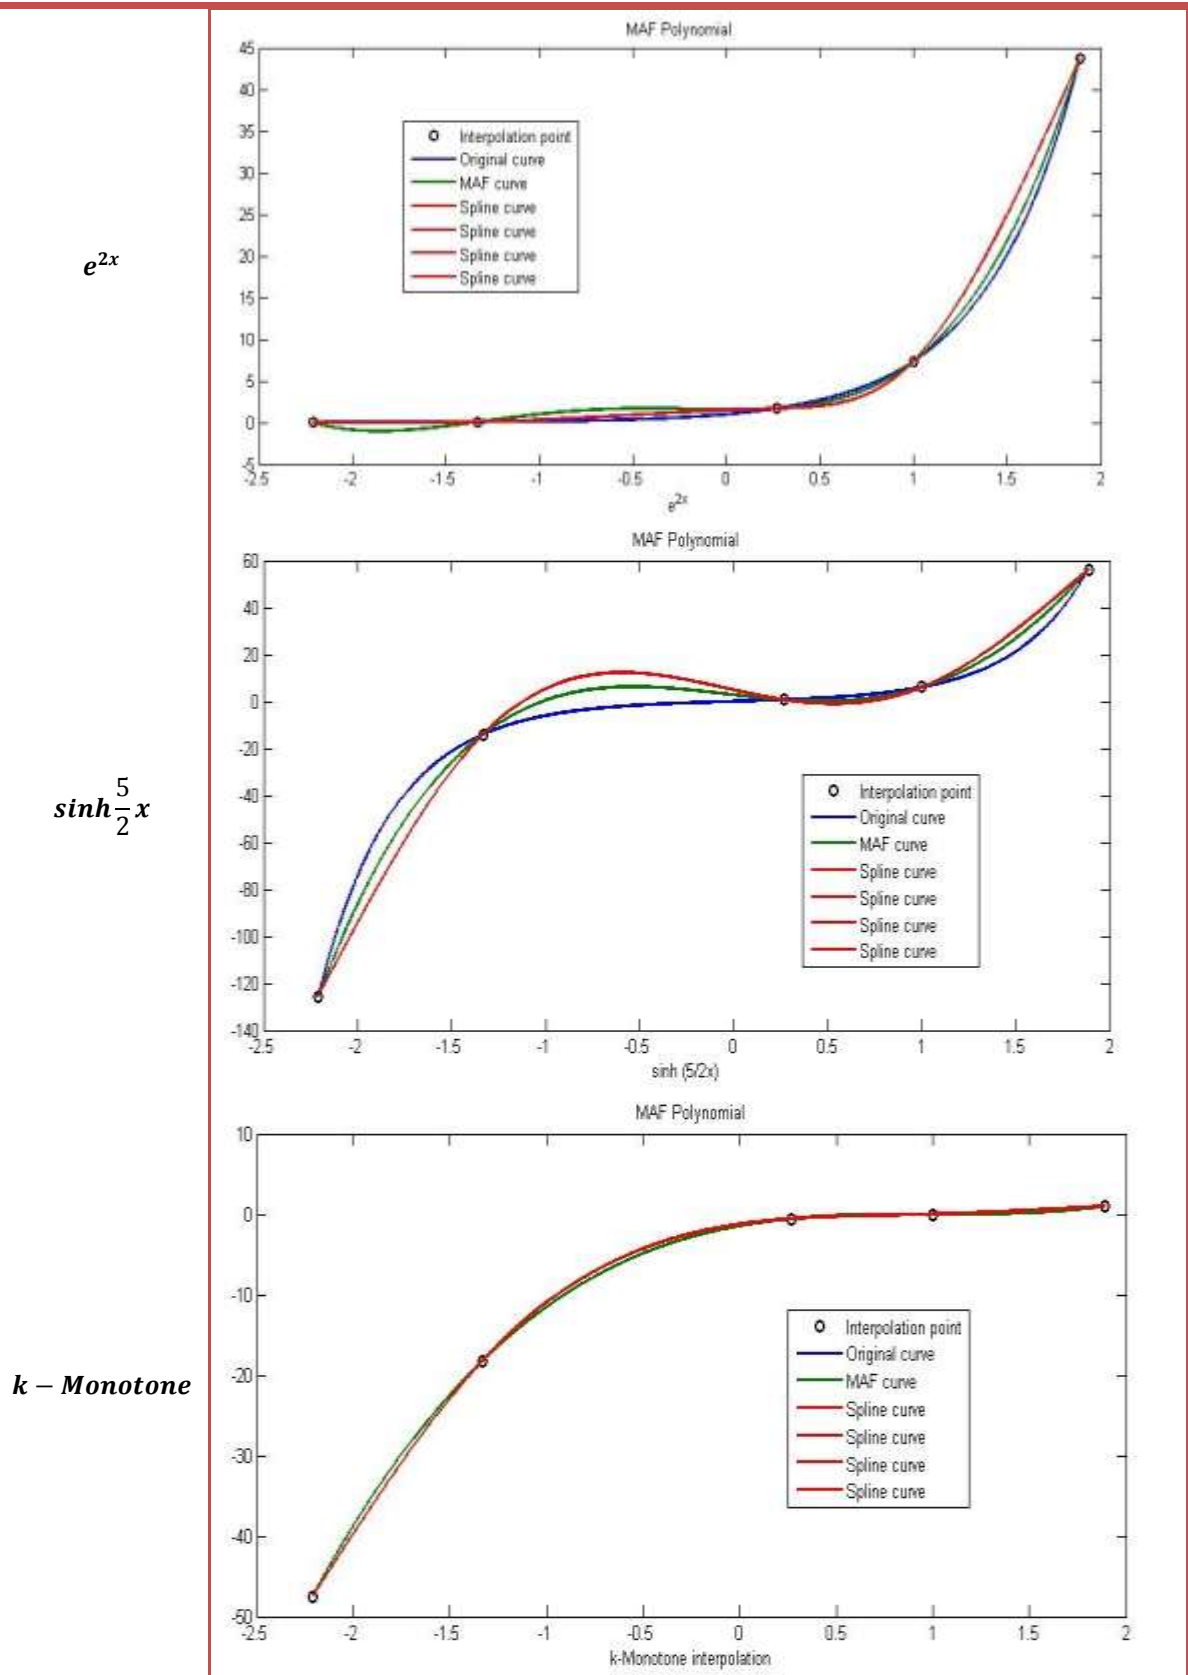 MAF Polynomial
45
40
35
30
25
20
15
10
5
0
-5
-2.5 -2 -1.5 -1 -0.5 0 0.5 1 1.5 2
e^{2x}
Interpolation point
Original curve
MAF curve
Spline curve
Spline curve
Spline curve
Spline curve
e^{2x}
MAF Polynomial
60
40
20
0
-20
-40
-60
-80
-100
-120
-140
-2.5 -2 -1.5 -1 -0.5 0 0.5 1 1.5 2
sinh (5/2x)
Interpolation point
Original curve
MAF curve
Spline curve
Spline curve
Spline curve
Spline curve
sinh \frac{5}{2} x
MAF Polynomial
10
0
-10
-20
-30
-40
-50
-2.5 -2 -1.5 -1 -0.5 0 0.5 1 1.5 2
k-Monotone interpolation
Interpolation point
Original curve
MAF curve
Spline curve
Spline curve
Spline curve
Spline curve
k − Monotone